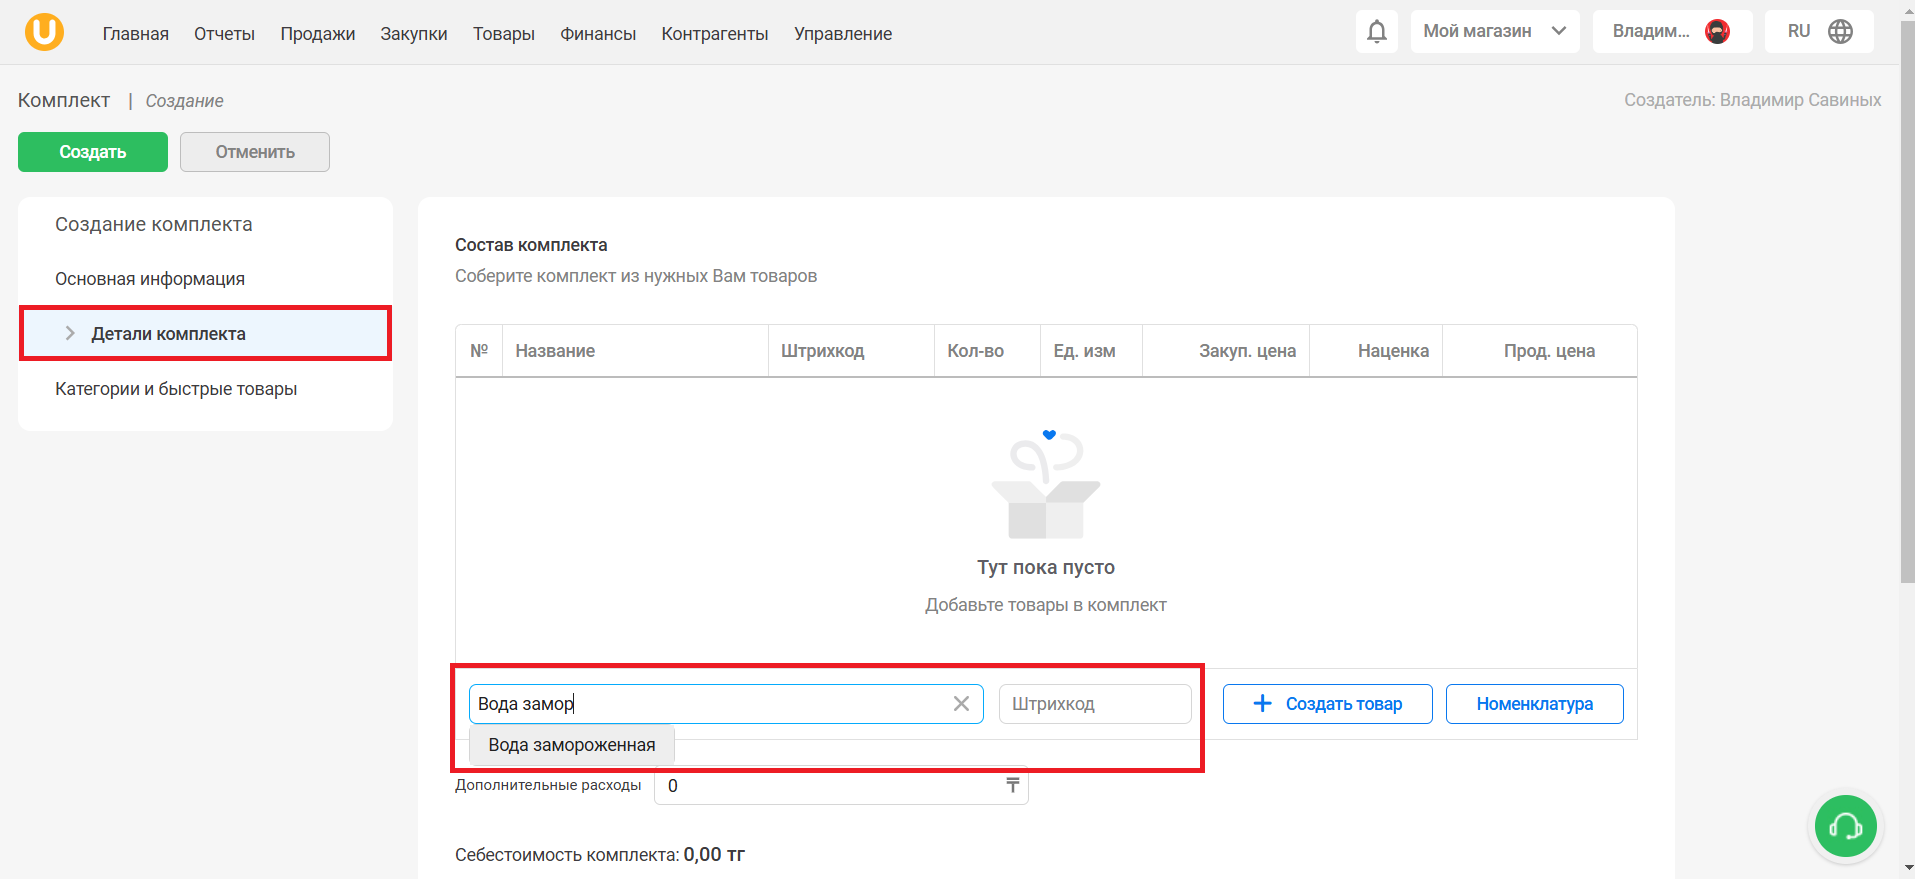 Главная Отчеты Продажи Закупки Товары Финансы Контрагенты Управление Мой магазин Владим... RU
Комплект | Создание
Создатель: Владимир Савиных
Создать Отменить
Создание комплекта
Основная информация
Детали комплекта
Категории и быстрые товары
Состав комплекта
Соберите комплект из нужных Вам товаров
№ Название Штрихкод Кол-во Ед. изм Закуп. цена Наценка Прод. цена
Тут пока пусто
Добавьте товары в комплект
Вода замор Штрихкод + Создать товар Номенклатура
Вода замороженная
Дополнительные расходы 0 ₸
Себестоимость комплекта: 0,00 тг